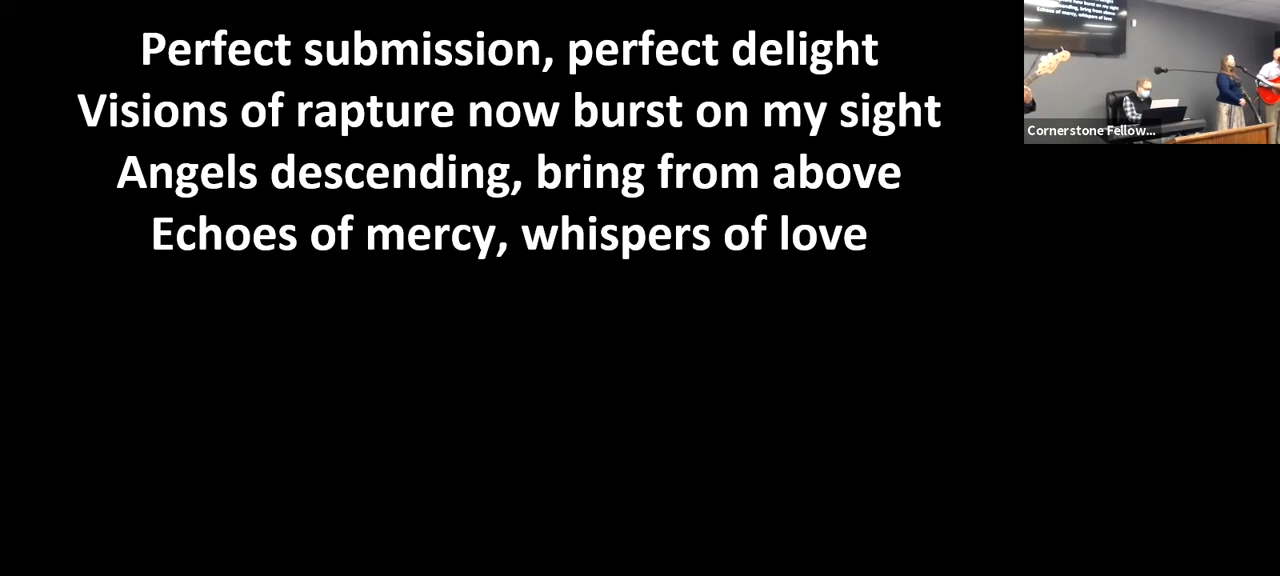 Perfect submission, perfect delight
Visions of rapture now burst on my sight
Angels descending, bring from above
Echoes of mercy, whispers of love
Cornerstone Fellow...